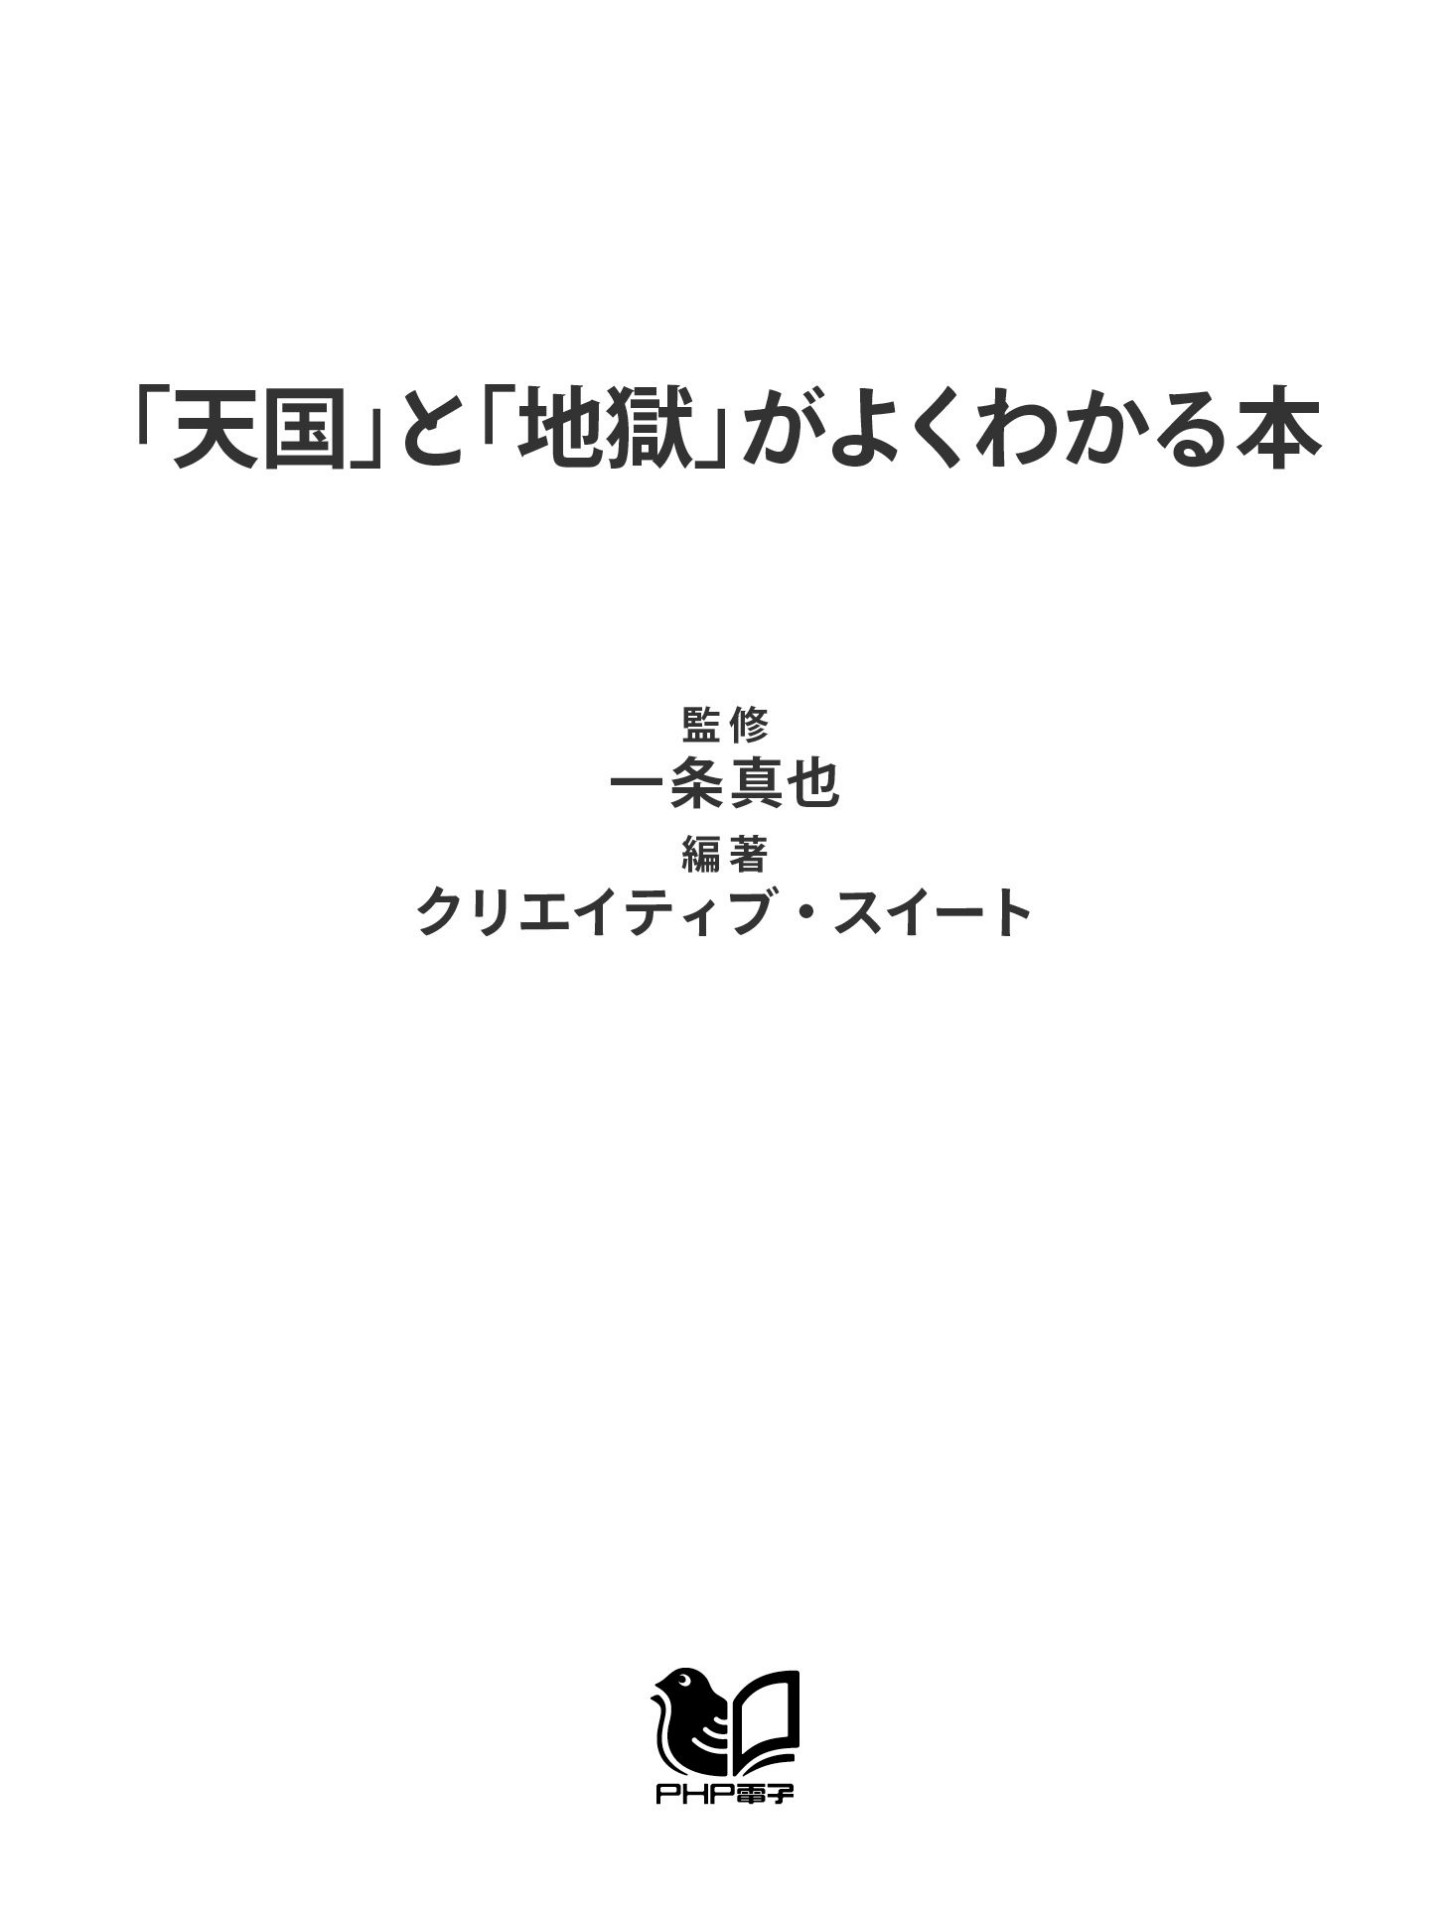 「天国」と「地獄」がよくわかる本
監修
一条真也
編著
クリエイティブ・スイート
PHP電子